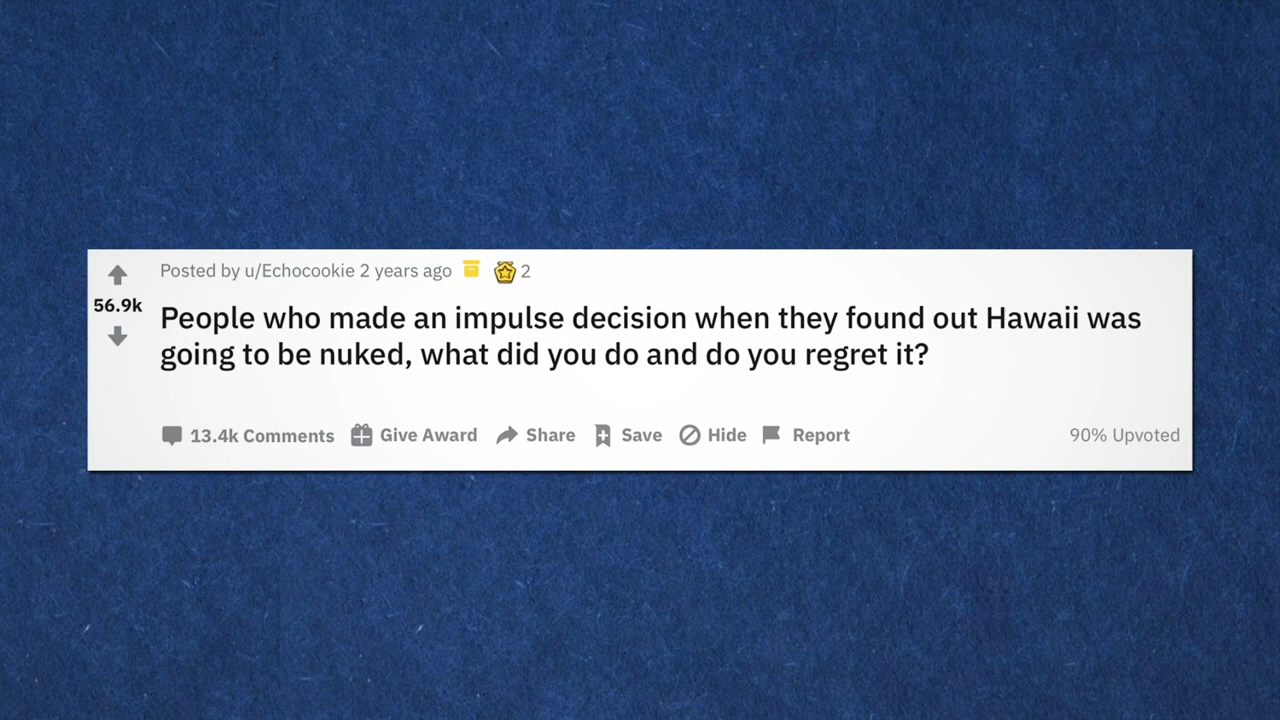 Posted by u/Echocookie 2 years ago 2
56.9k
People who made an impulse decision when they found out Hawaii was
going to be nuked, what did you do and do you regret it?
13.4k Comments Give Award Share Save Hide Report 90% Upvoted